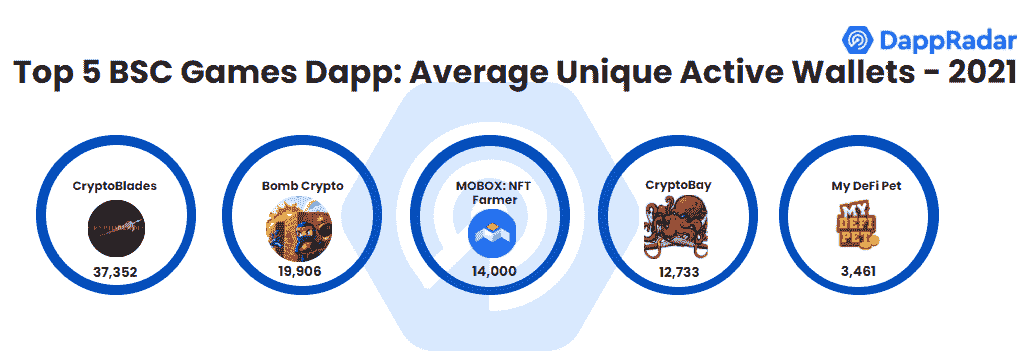 DappRadar
Top 5 BSC Games Dapp: Average Unique Active Wallets - 2021
CryptoBlades
37,352
Bomb Crypto
19,906
MOBOX: NFT
Farmer
14,000
CryptoBay
12,733
My DeFi Pet
MY
DEFI
PET
3,461